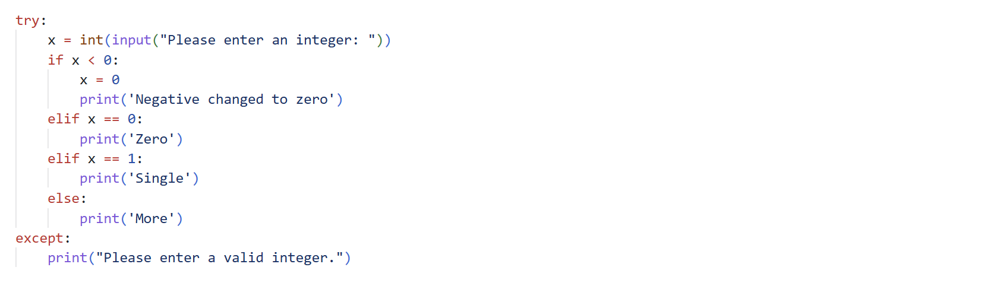 try:
    x = int(input("Please enter an integer: "))
    if x < 0:
        x = 0
        print('Negative changed to zero')
    elif x == 0:
        print('Zero')
    elif x == 1:
        print('Single')
    else:
        print('More')
except:
    print("Please enter a valid integer.")